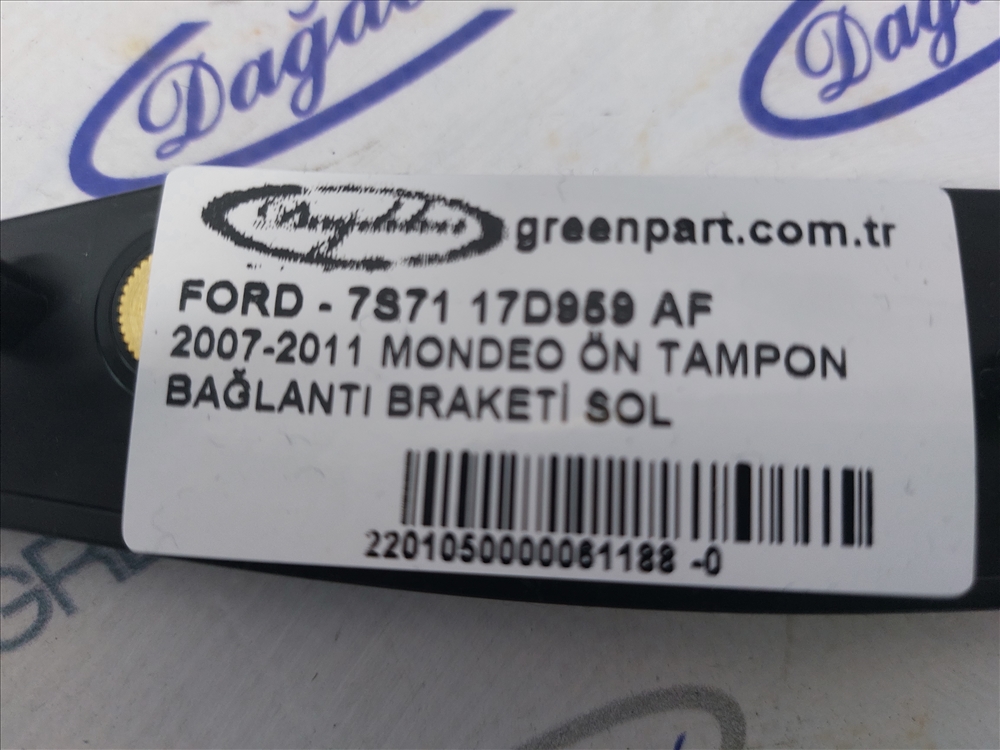 greenpart.com.tr
FORD - 7S71 17D959 AF
2007-2011 MONDEO ÖN TAMPON
BAĞLANTI BRAKETİ SOL
2201050000061188 -0